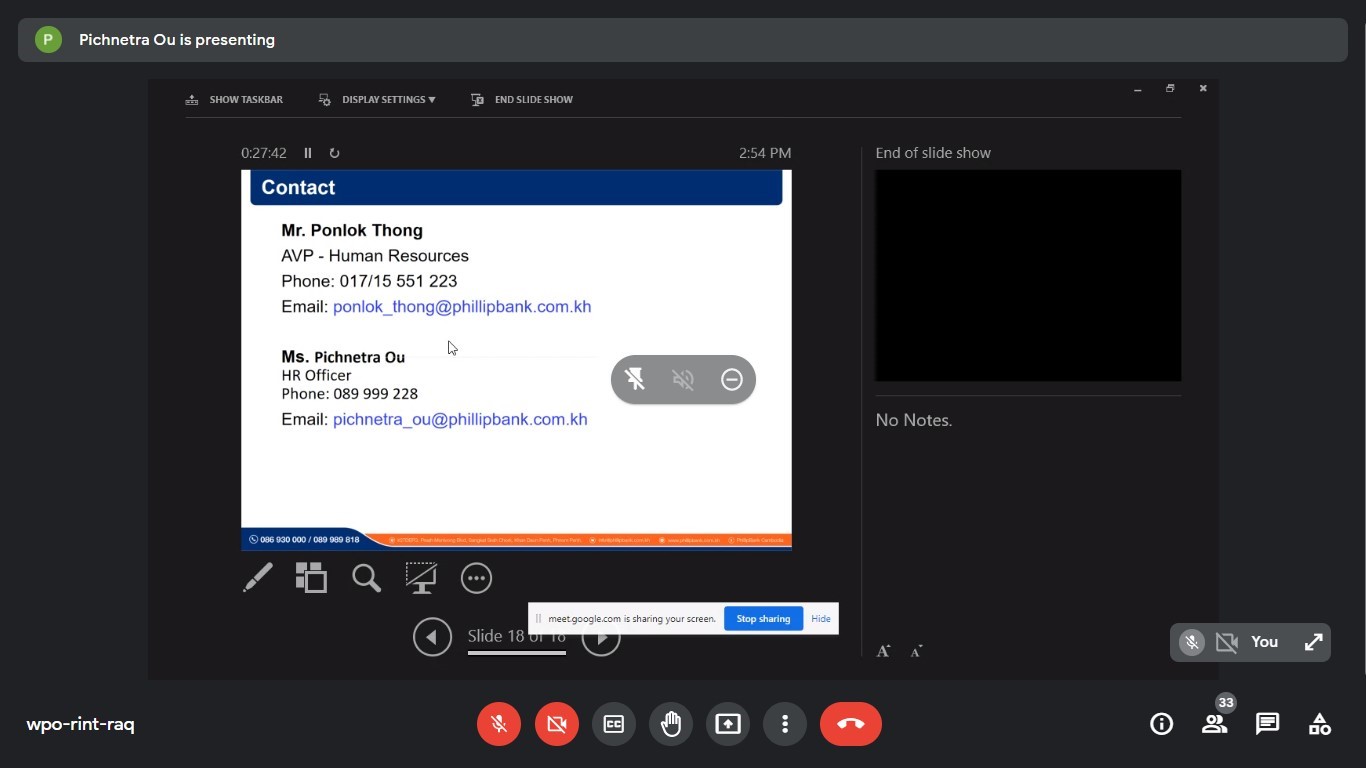 P
Pichnetra Ou is presenting
SHOW TASKBAR
DISPLAY SETTINGS ▼
END SLIDE SHOW
0:27:42
2:54 PM
Contact
Mr. Ponlok Thong
AVP - Human Resources
Phone: 017/15 551 223
Email: ponlok_thong@phillipbank.com.kh
Ms. Pichnetra Ou
HR Officer
Phone: 089 999 228
Email: pichnetra_ou@phillipbank.com.kh
086 930 000 / 089 989 818
End of slide show
No Notes.
meet.google.com is sharing your screen.
Stop sharing
Hide
Slide 18 of 18
A A
You
wpo-rint-raq
CC
33